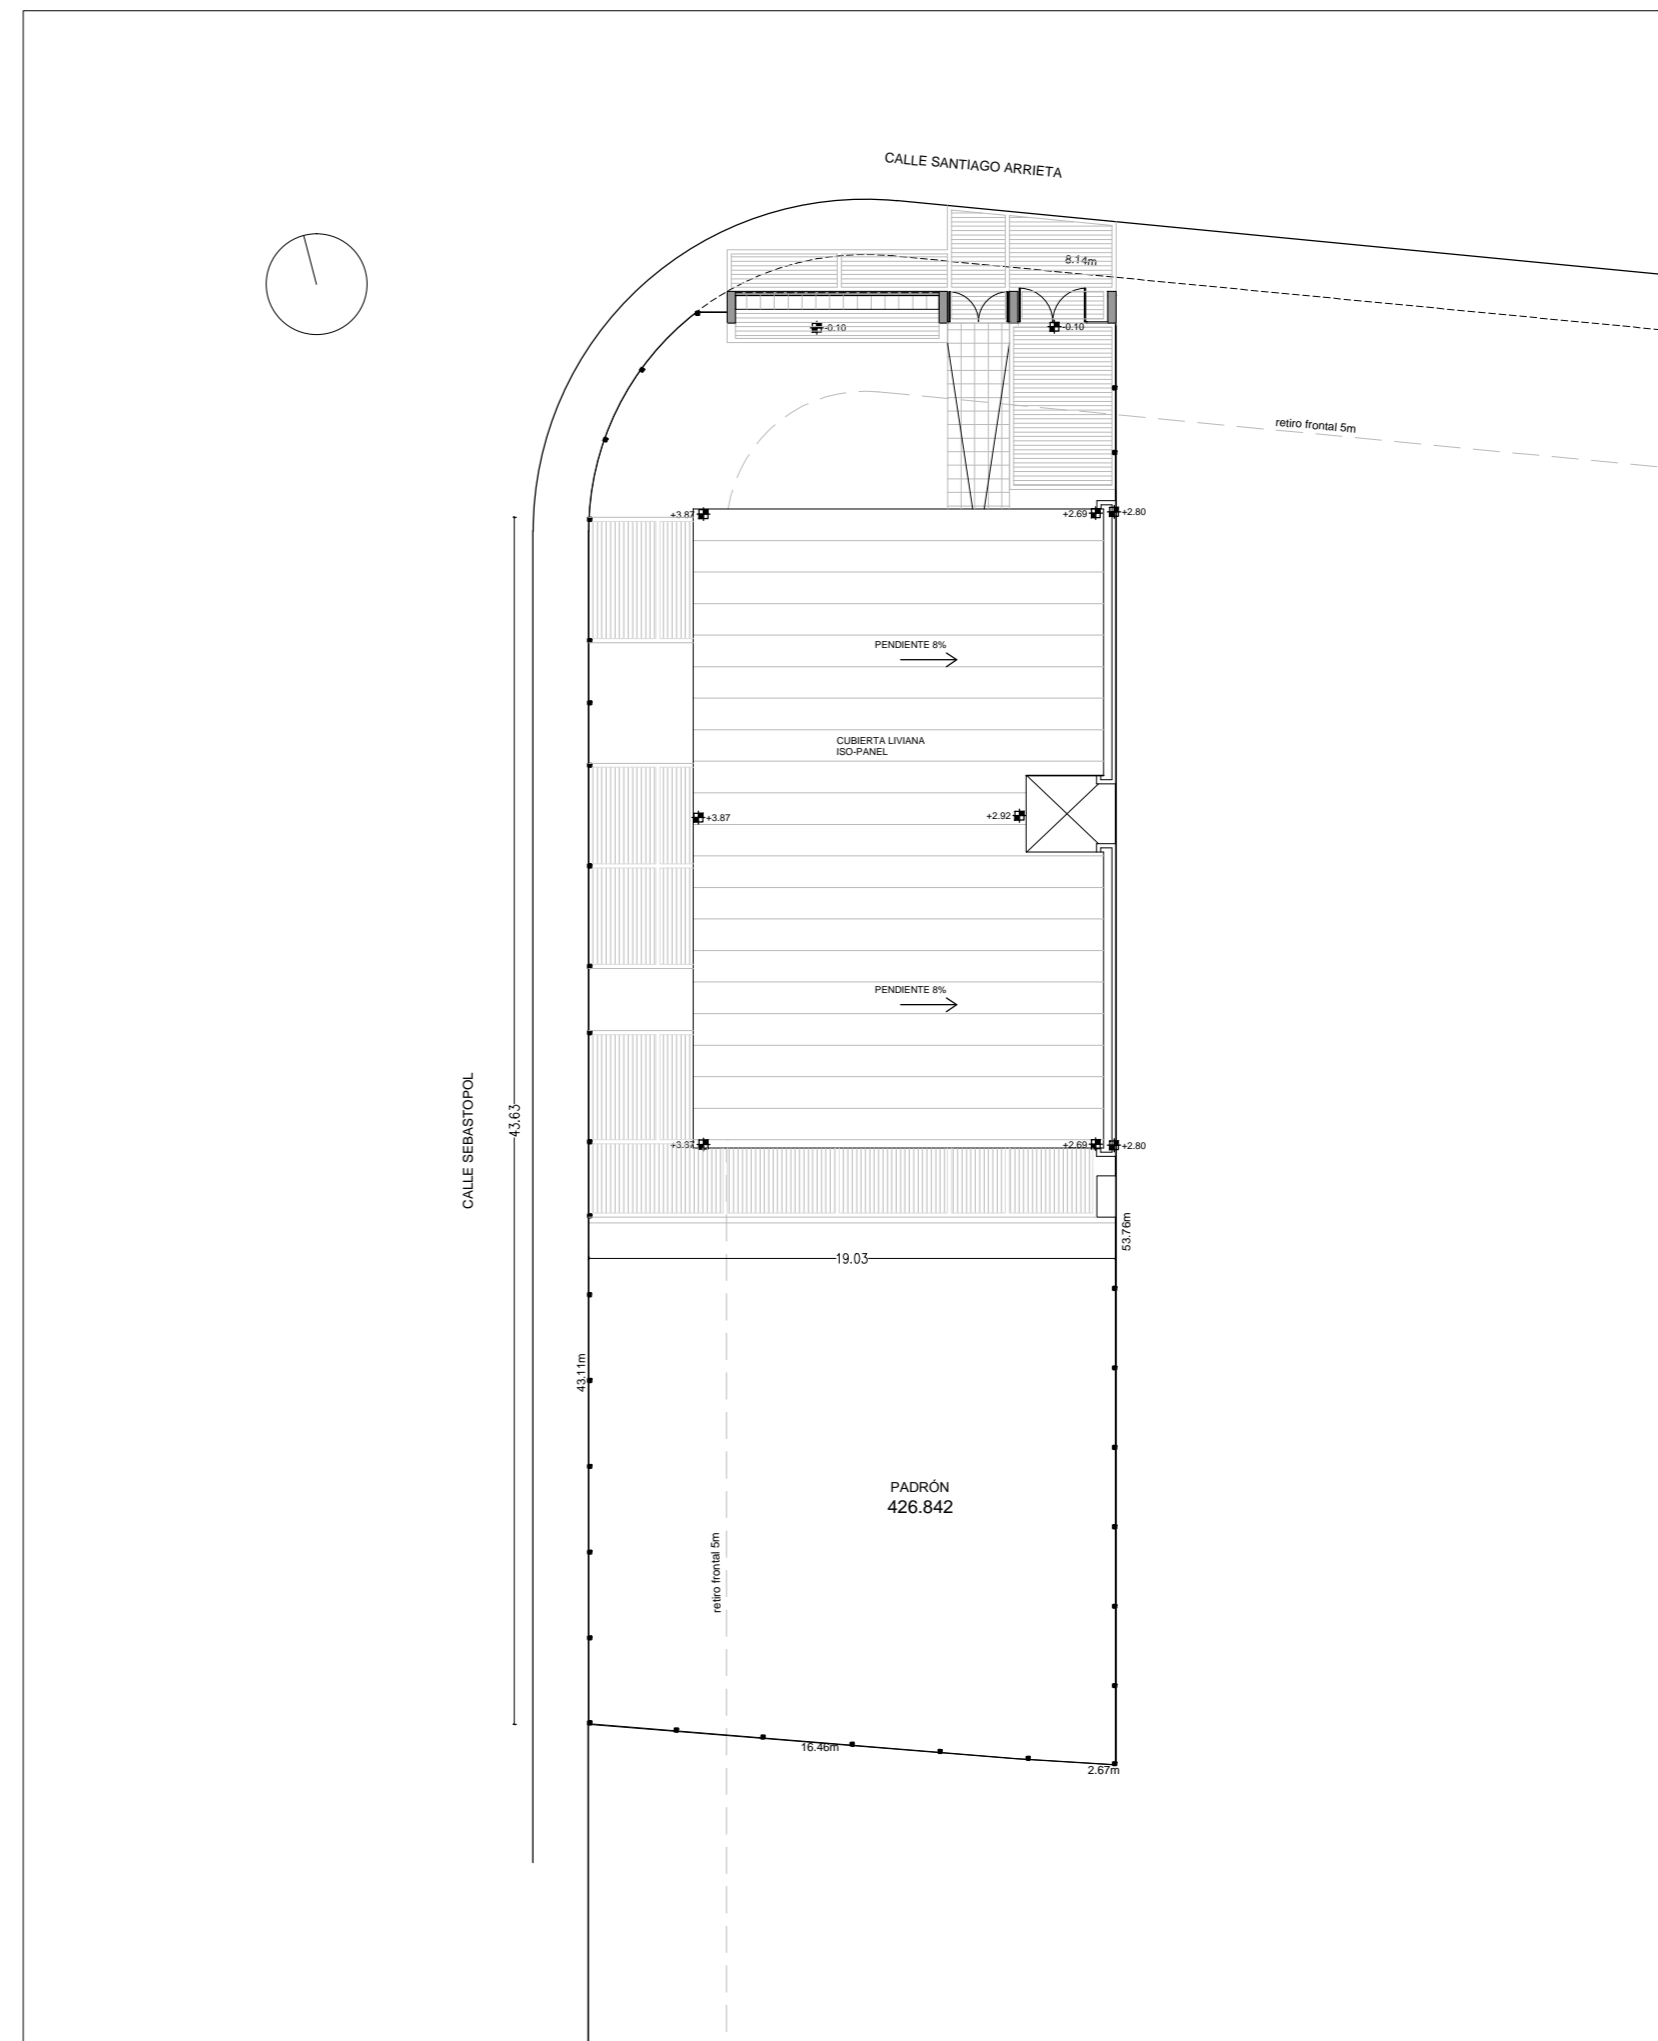 CALLE SANTIAGO ARRIETA
8.14m
-0.10
-0.10
retiro frontal 5m
+3.87
+2.69
+2.80
PENDIENTE 8%
CUBIERTA LIVIANA
ISO-PANEL
+3.87
+2.92
PENDIENTE 8%
CALLE SEBASTOPOL
43.63
+3.87
+2.69
+2.80
53.76m
19.03
43.11m
PADRÓN
426.842
retiro frontal 5m
16.46m
2.67m